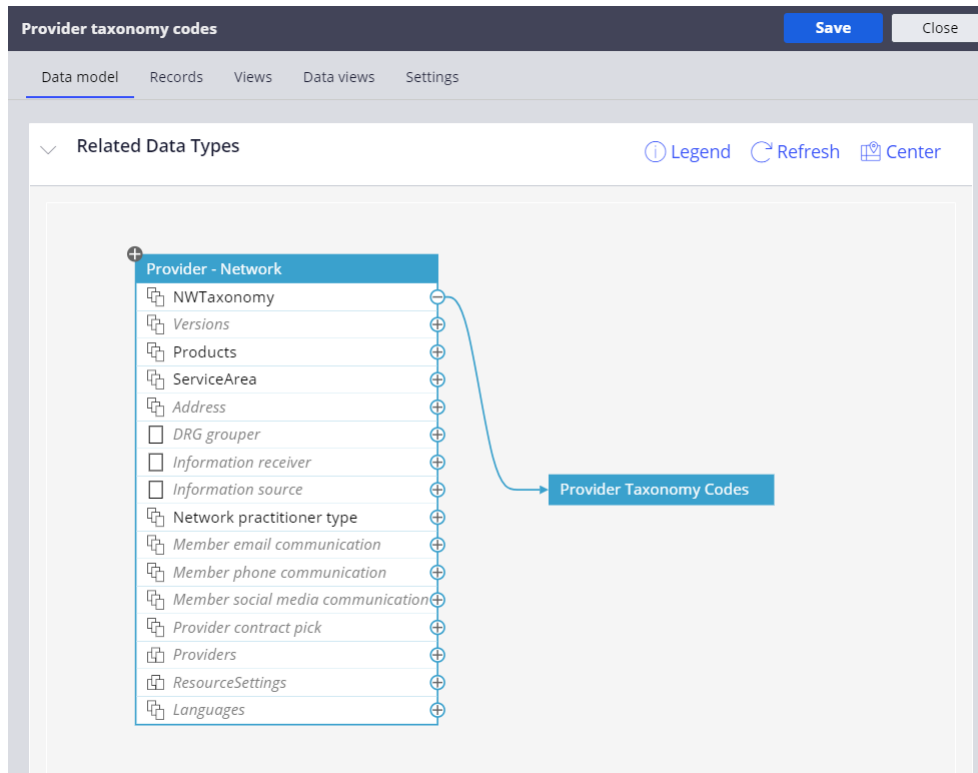 Provider taxonomy codes Save Close
Data model Records Views Data views Settings
Related Data Types Legend Refresh Center
Provider - Network
NWTaxonomy
Versions
Products
ServiceArea
Address
DRG grouper
Information receiver
Information source
Provider Taxonomy Codes
Network practitioner type
Member email communication
Member phone communication
Member social media communication
Provider contract pick
Providers
ResourceSettings
Languages